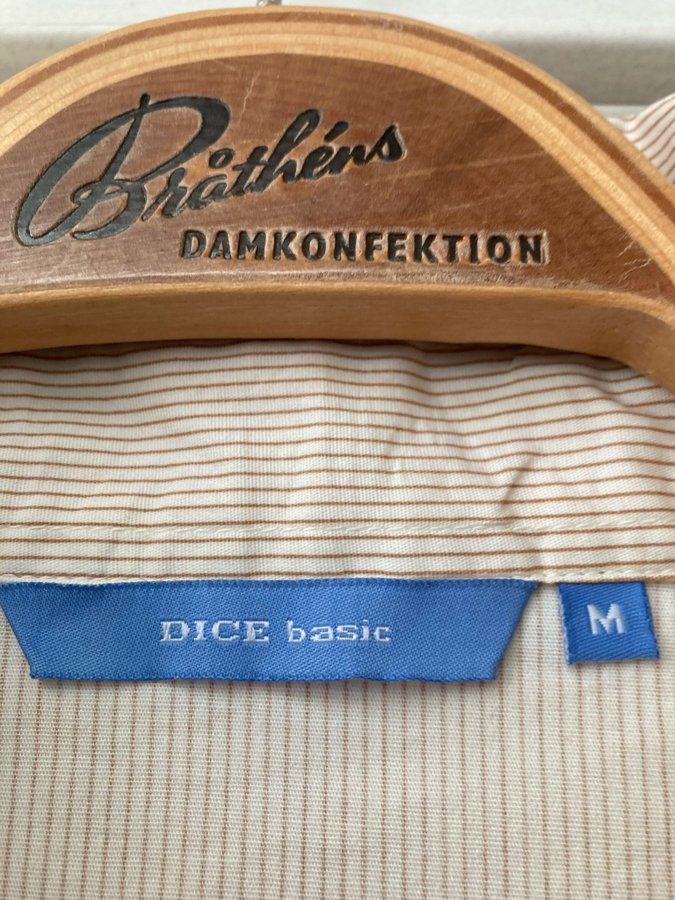 Bråthéns
DAMKONFEKTION
DICE basic
M